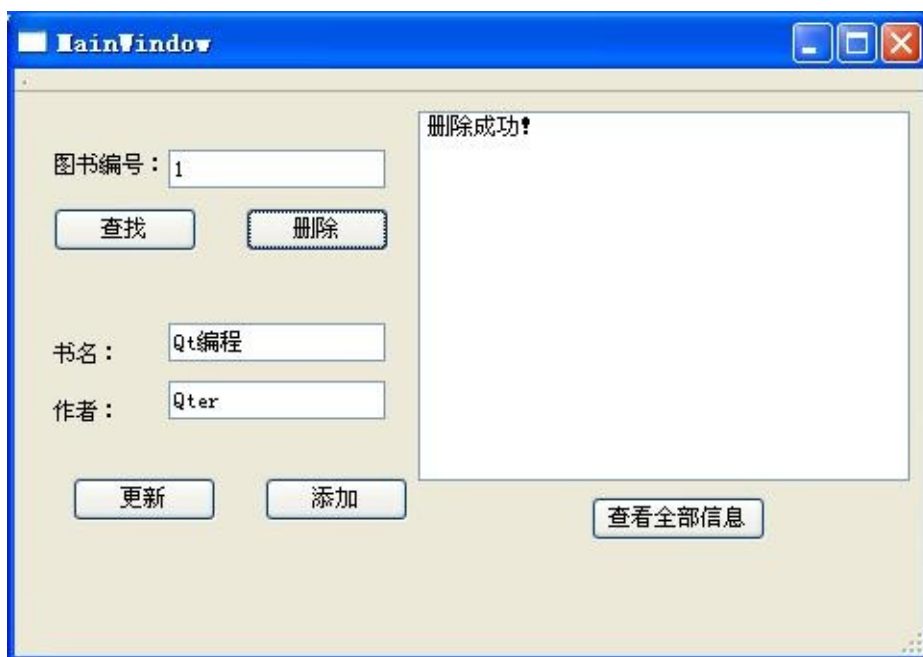 MainWindow
图书编号：1
查找 删除
书名： Qt编程
作者： Qter
更新 添加
删除成功！
查看全部信息